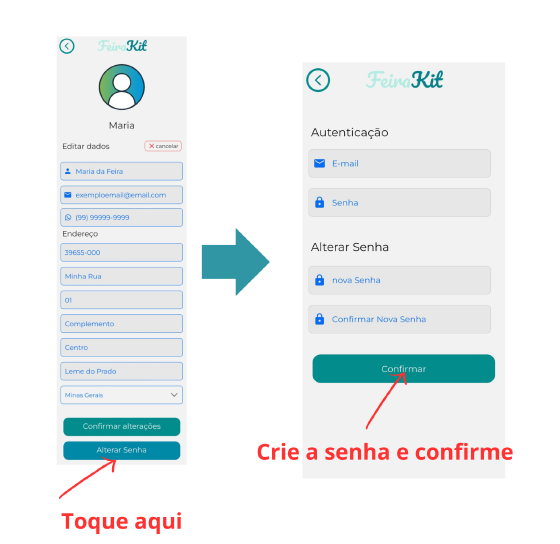 FeiraKit
Maria
Editar dados
cancelar
Maria da Feira
exemploemail@email.com
(99) 99999-9999
Endereço
39655-000
Minha Rua
01
Complemento
Centro
Leme do Prado
Minas Gerais
Confirmar alterações
Alterar Senha
Toque aqui
FeiraKit
Autenticação
E-mail
Senha
Alterar Senha
nova Senha
Confirmar Nova Senha
Confirmar
Crie a senha e confirme